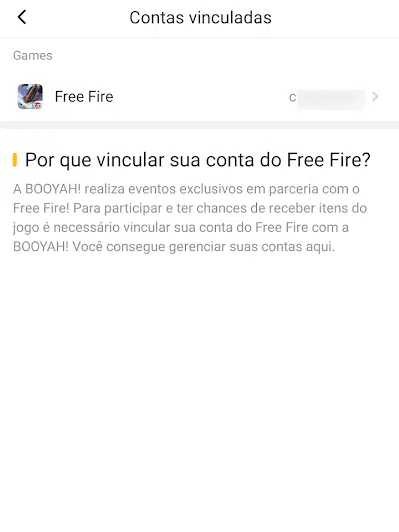 Contas vinculadas
Games
Free Fire
c
Por que vincular sua conta do Free Fire?
A BOOYAH! realiza eventos exclusivos em parceria com o
Free Fire! Para participar e ter chances de receber itens do
jogo é necessário vincular sua conta do Free Fire com a
BOOYAH! Você consegue gerenciar suas contas aqui.